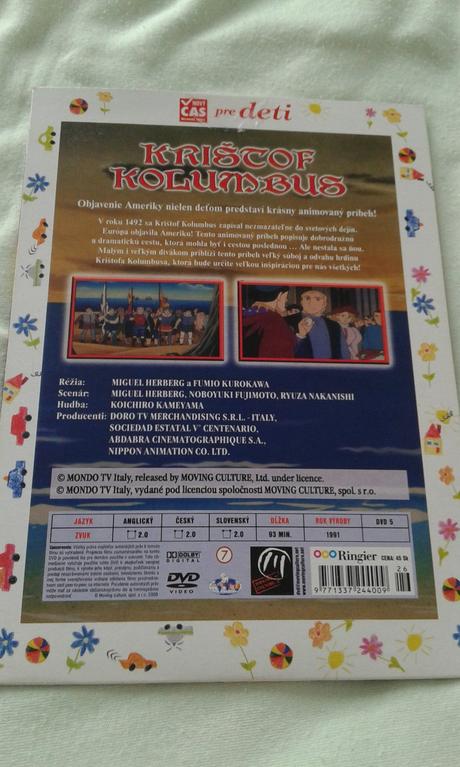 NOVÝ
ČAS
pre deti
KRIŠTOF
KOLUMBUS
Objavenie Ameriky nielen deťom predstaví krásny animovaný príbeh!
V roku 1492 sa Krištof Kolumbus zapísal nezmazateľne do svetových dejín.
Európa objavila Ameriku! Tento animovaný príbeh popisuje dobrodružnú
a dramatickú cestu, ktorá mohla byť i cestou poslednou ... Ale nestala sa ňou.
Malým i veľkým divákom priblíži tento príbeh veľký súboj a odvahu hrdinu
Krištofa Kolumbusa, ktorá bude určite veľkou inšpiráciou pre nás všetkých!
Réžia: MIGUEL HERBERG a FUMIO KUROKAWA
Scenár: MIGUEL HERBERG, NOBOYUKI FUJIMOTO, RYUZA NAKANISHI
Hudba: KOICHIRO KAMEYAMA
Producenti: DORO TV MERCHANDISING S.R.L. - ITALY,
SOCIEDAD ESTATAL V° CENTENARIO,
ABDABRA CINEMATOGRAPHIQUE S.A.,
NIPPON ANIMATION CO. LTD.
© MONDO TV Italy, released by MOVING CULTURE, Ltd. under licence.
© MONDO TV Italy, vydané pod licenciou spoločnosti MOVING CULTURE, spol. s r.o.
JAZYK ANGLICKÝ ČESKÝ SLOVENSKÝ DĹŽKA ROK VÝROBY DVD 5
ZVUK 2.0 2.0 2.0 93 MIN. 1991
DOLBY
DIGITAL
7
DVD
VIDEO
Ringier CENA: 45 Sk
26
9 771337 244009